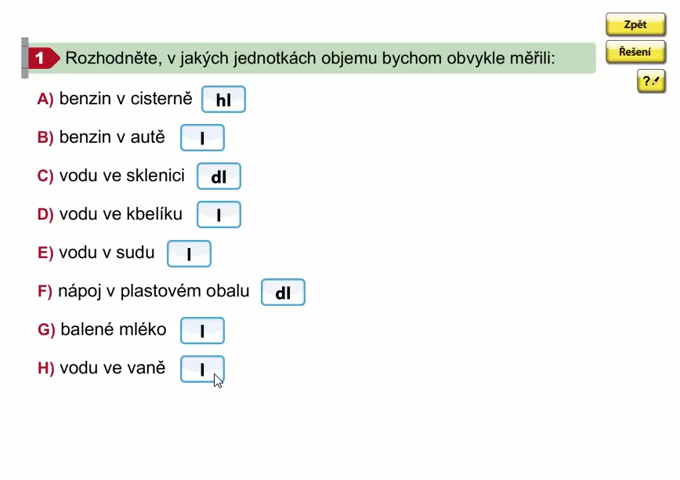 Zpět
1 Rozhodněte, v jakých jednotkách objemu bychom obvykle měřili:
Řešení
?
A) benzin v cisterně hl
B) benzin v autě l
C) vodu ve sklenici dl
D) vodu ve kbelíku l
E) vodu v sudu l
F) nápoj v plastovém obalu dl
G) balené mléko l
H) vodu ve vaně l